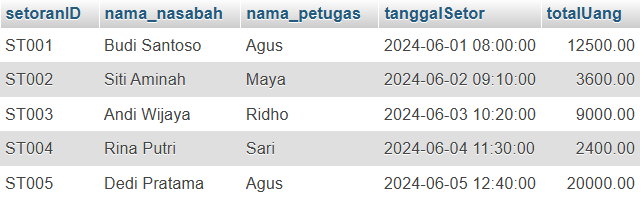 setoranID nama_nasabah nama_petugas tanggalSetor totalUang
ST001 Budi Santoso Agus 2024-06-01 08:00:00 12500.00
ST002 Siti Aminah Maya 2024-06-02 09:10:00 3600.00
ST003 Andi Wijaya Ridho 2024-06-03 10:20:00 9000.00
ST004 Rina Putri Sari 2024-06-04 11:30:00 2400.00
ST005 Dedi Pratama Agus 2024-06-05 12:40:00 20000.00